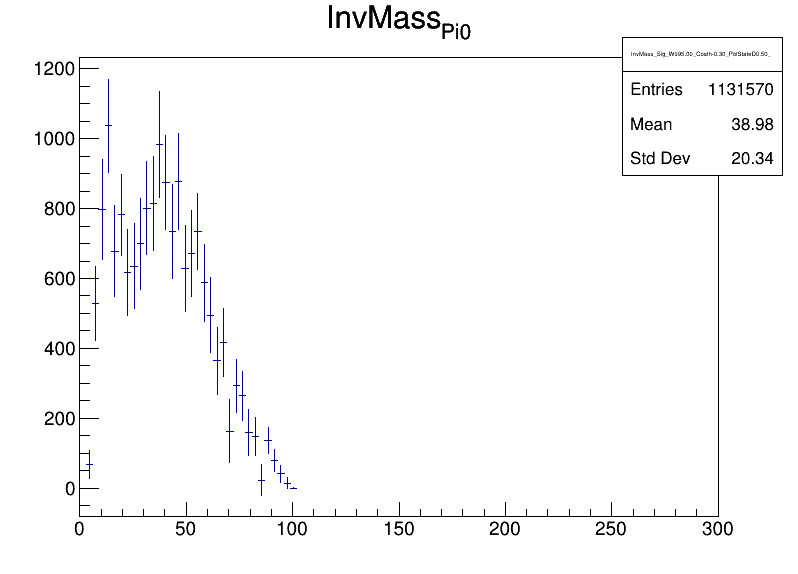 InvMass_Pi0
InvMass_Sig_W995.00_Costh-0.30_PolStateD0.50_
Entries 1131570
Mean 38.98
Std Dev 20.34
1200
1000
800
600
400
200
0
0 50 100 150 200 250 300